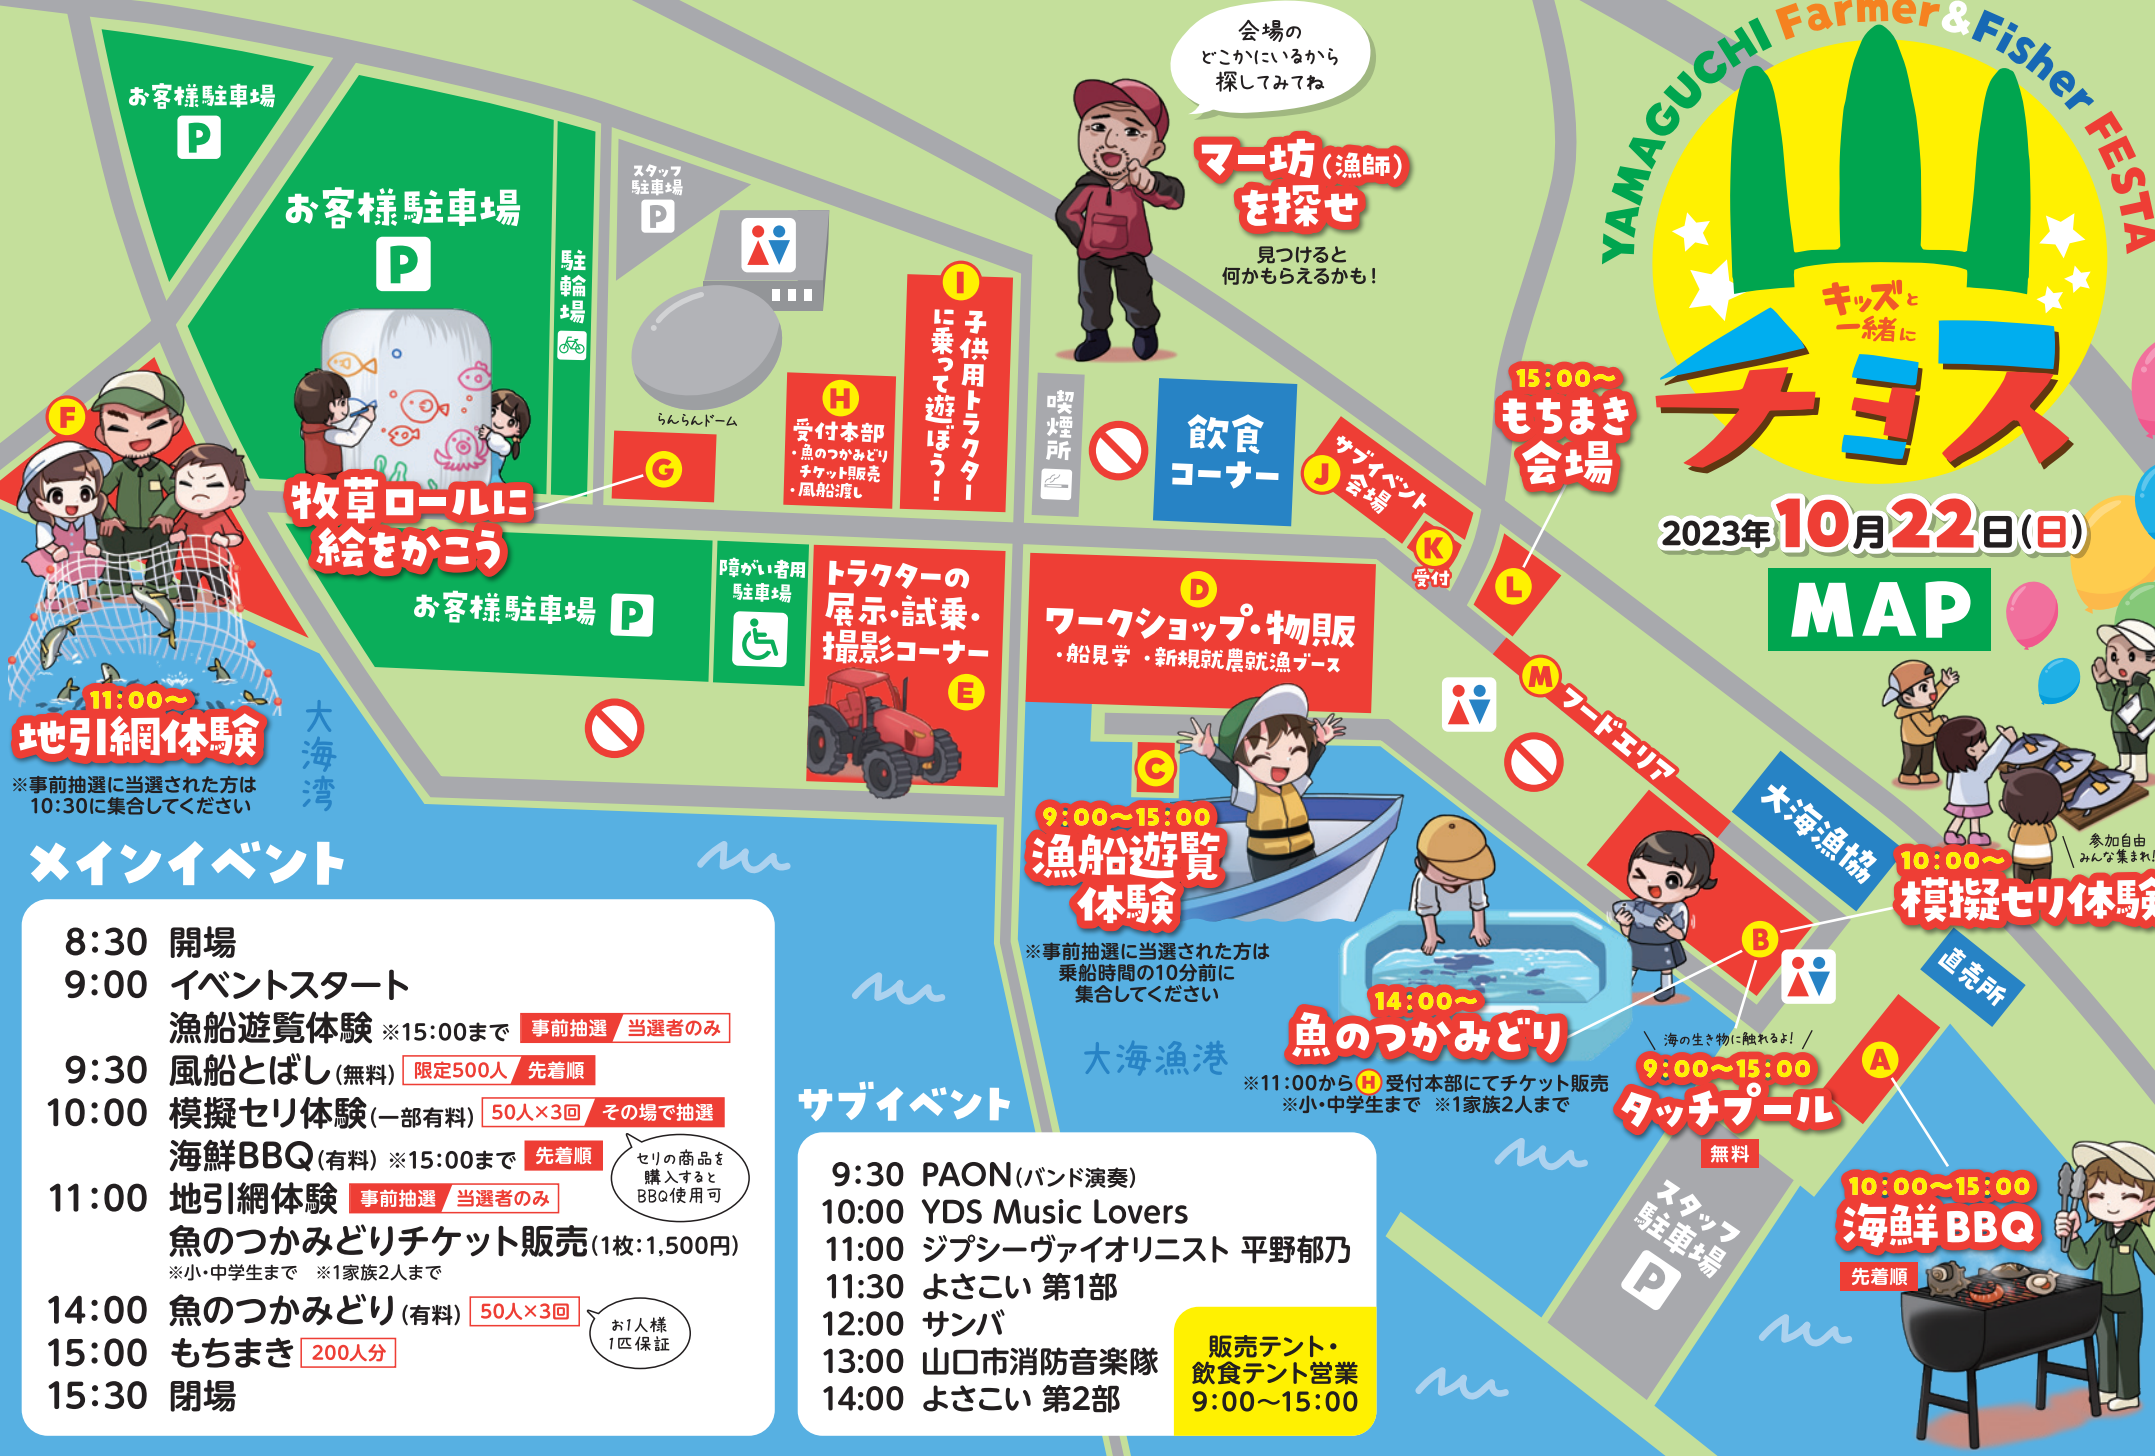 YAMAGUCHI Farmer&Fisher FESTA
キッズと
一緒に
チョス
2023年10月22日(日)
MAP
会場の
どこかにいるから
探してみてね
マー坊(漁師)
を探せ
見つけると
何かもらえるかも!
お客様駐車場
P
お客様駐車場
P
駐輪場
スタッフ
駐車場
P
らんらんドーム
I
子供用トラクター
に乗って遊ぼう!
H
受付本部
・魚のつかみどり
チケット販売
・風船渡し
G
牧草ロールに
絵をかこう
喫煙所
飲食
コーナー
J
サブイベント
会場
K
受付
15:00〜
もちまき
会場
L
F
11:00〜
地引網体験
※事前抽選に当選された方は
10:30に集合してください
大海湾
お客様駐車場 P
障がい者用
駐車場
トラクターの
展示・試乗・
撮影コーナー
E
D
ワークショップ・物販
・船見学 ・新規就農就漁ブース
M フードエリア
大海漁協
C
9:00〜15:00
漁船遊覧
体験
※事前抽選に当選された方は
乗船時間の10分前に
集合してください
参加自由
みんな集まれ!
10:00〜
模擬セリ体験
B
直売所
14:00〜
魚のつかみどり
※11:00からH受付本部にてチケット販売
※小・中学生まで ※1家族2人まで
大海漁港
海の生き物に触れるよ!
9:00〜15:00
タッチプール
無料
A
10:00〜15:00
海鮮BBQ
先着順
スタッフ
駐車場
P
メインイベント
8:30 開場
9:00 イベントスタート
漁船遊覧体験 ※15:00まで 事前抽選 当選者のみ
9:30 風船とばし(無料) 限定500人 先着順
10:00 模擬セリ体験(一部有料) 50人×3回 その場で抽選
海鮮BBQ(有料) ※15:00まで 先着順
セリの商品を
購入すると
BBQ使用可
11:00 地引網体験 事前抽選 当選者のみ
魚のつかみどりチケット販売(1枚:1,500円)
※小・中学生まで ※1家族2人まで
14:00 魚のつかみどり(有料) 50人×3回
お1人様
1匹保証
15:00 もちまき 200人分
15:30 閉場
サブイベント
9:30 PAON(バンド演奏)
10:00 YDS Music Lovers
11:00 ジプシーヴァイオリニスト 平野郁乃
11:30 よさこい 第1部
12:00 サンバ
13:00 山口市消防音楽隊
14:00 よさこい 第2部
販売テント・
飲食テント営業
9:00〜15:00